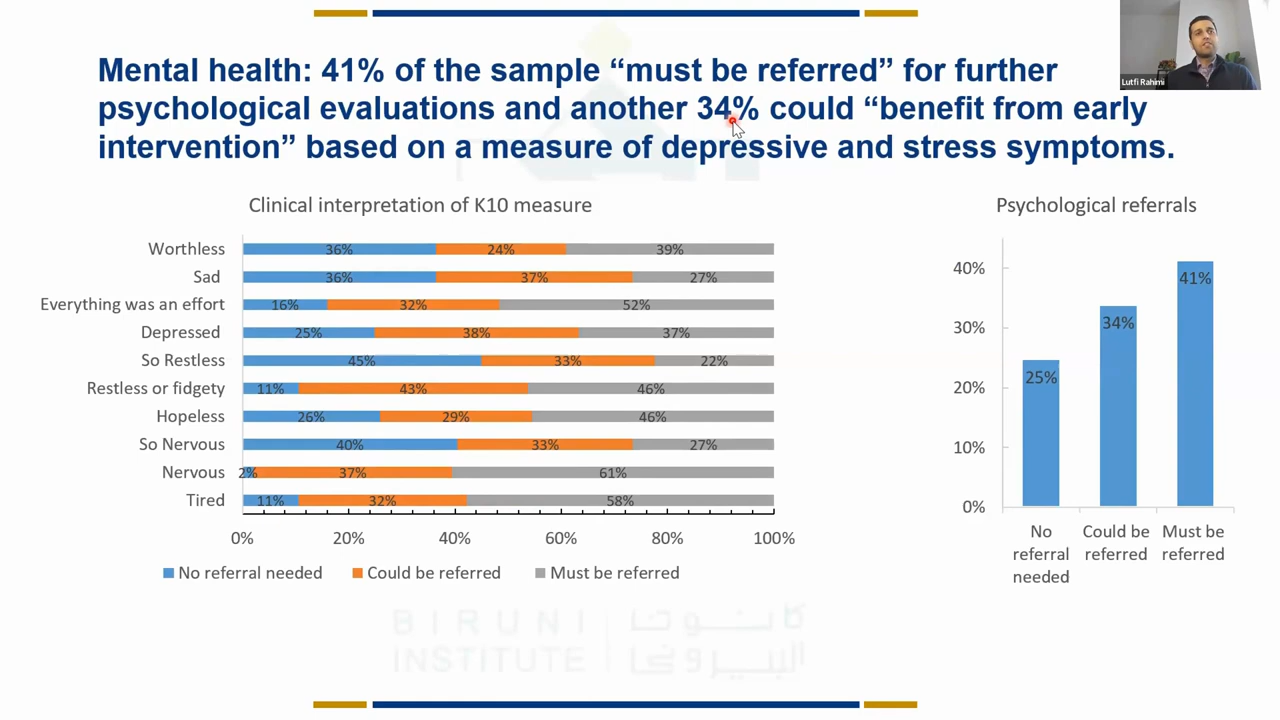 Mental health: 41% of the sample “must be referred” for further
psychological evaluations and another 34% could “benefit from early
intervention” based on a measure of depressive and stress symptoms.
Lutfi Rahimi
Clinical interpretation of K10 measure
Worthless 36% 24% 39%
Sad 36% 37% 27%
Everything was an effort 16% 32% 52%
Depressed 25% 38% 37%
So Restless 45% 33% 22%
Restless or fidgety 11% 43% 46%
Hopeless 26% 29% 46%
So Nervous 40% 33% 27%
Nervous 2% 37% 61%
Tired 11% 32% 58%
0% 20% 40% 60% 80% 100%
No referral needed Could be referred Must be referred
Psychological referrals
40%
30%
20%
10%
0%
25% 34% 41%
No referral needed
Could be referred
Must be referred
BIRUNI
INSTITUTE